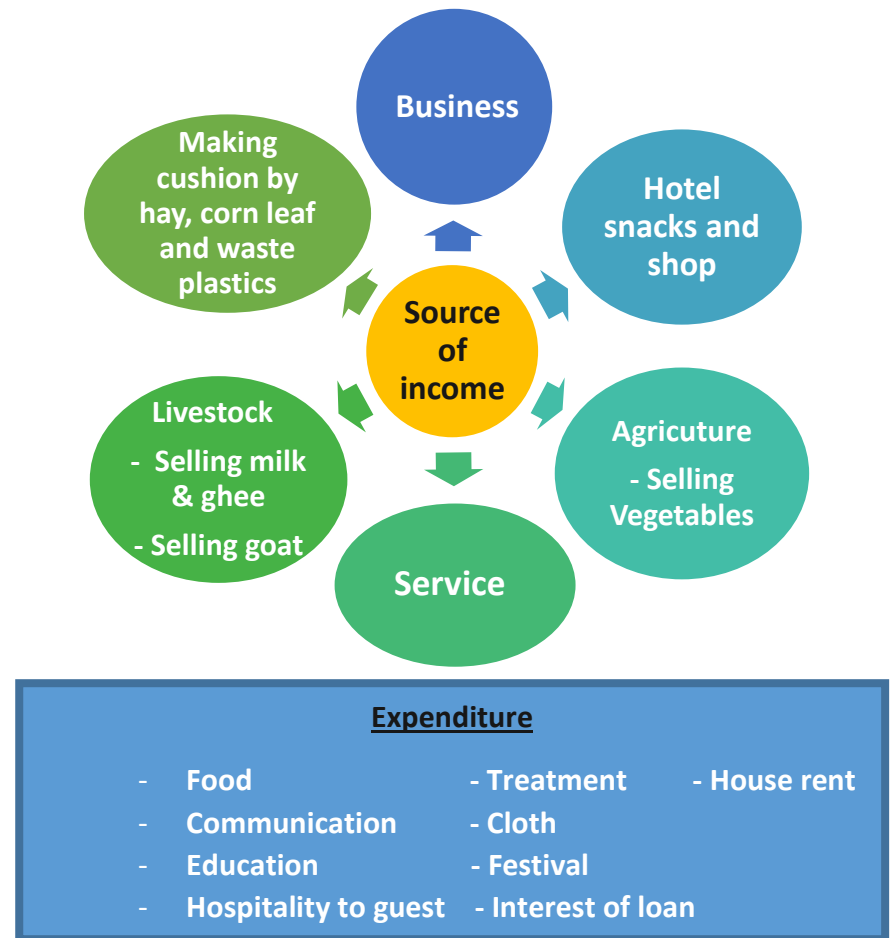 Business
Making
cushion by
hay, corn leaf
and waste
plastics
Hotel
snacks and
shop
Source
of
income
Livestock
- Selling milk
& ghee
- Selling goat
Agricuture
- Selling
Vegetables
Service
Expenditure
- Food - Treatment - House rent
- Communication - Cloth
- Education - Festival
- Hospitality to guest - Interest of loan